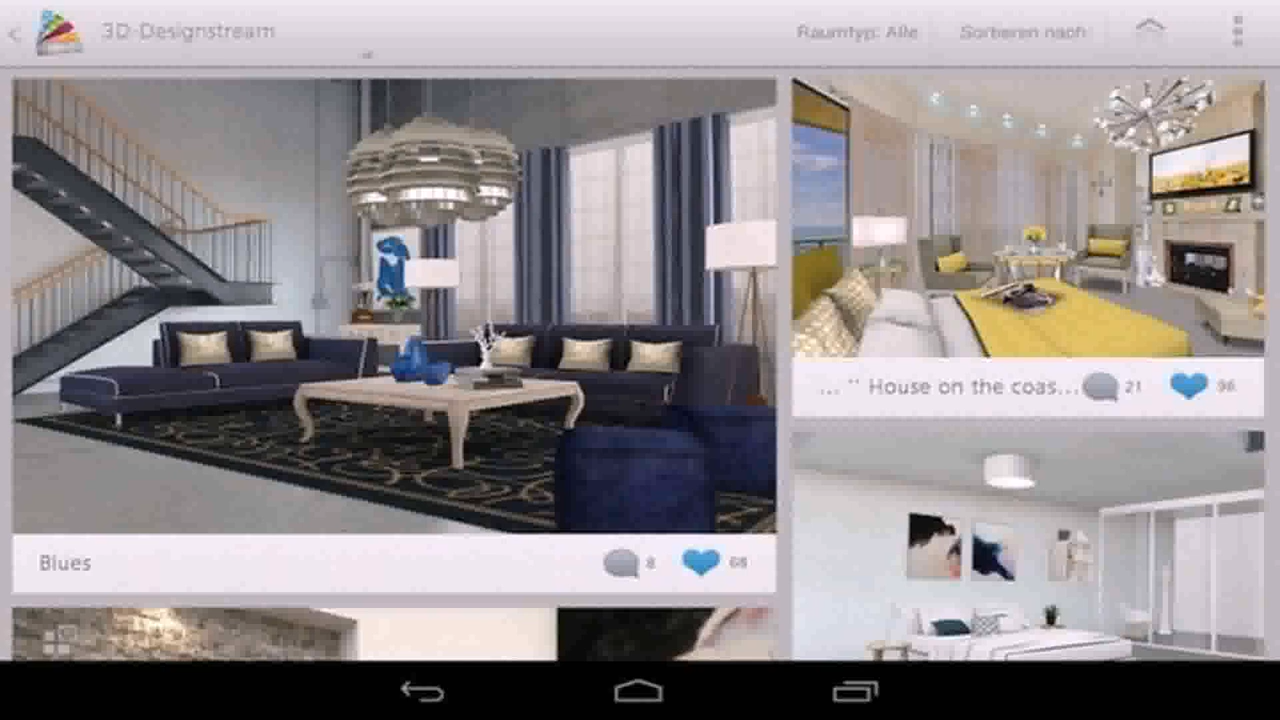 3D-Designstream
Raumtyp: Alle
Sortieren nach
... " House on the coas... 21 96
Blues 8 68